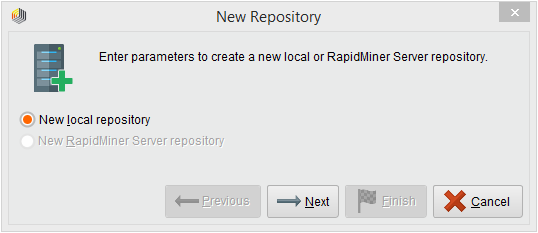 New Repository
Enter parameters to create a new local or RapidMiner Server repository.
New local repository
New RapidMiner Server repository
Previous Next Finish Cancel